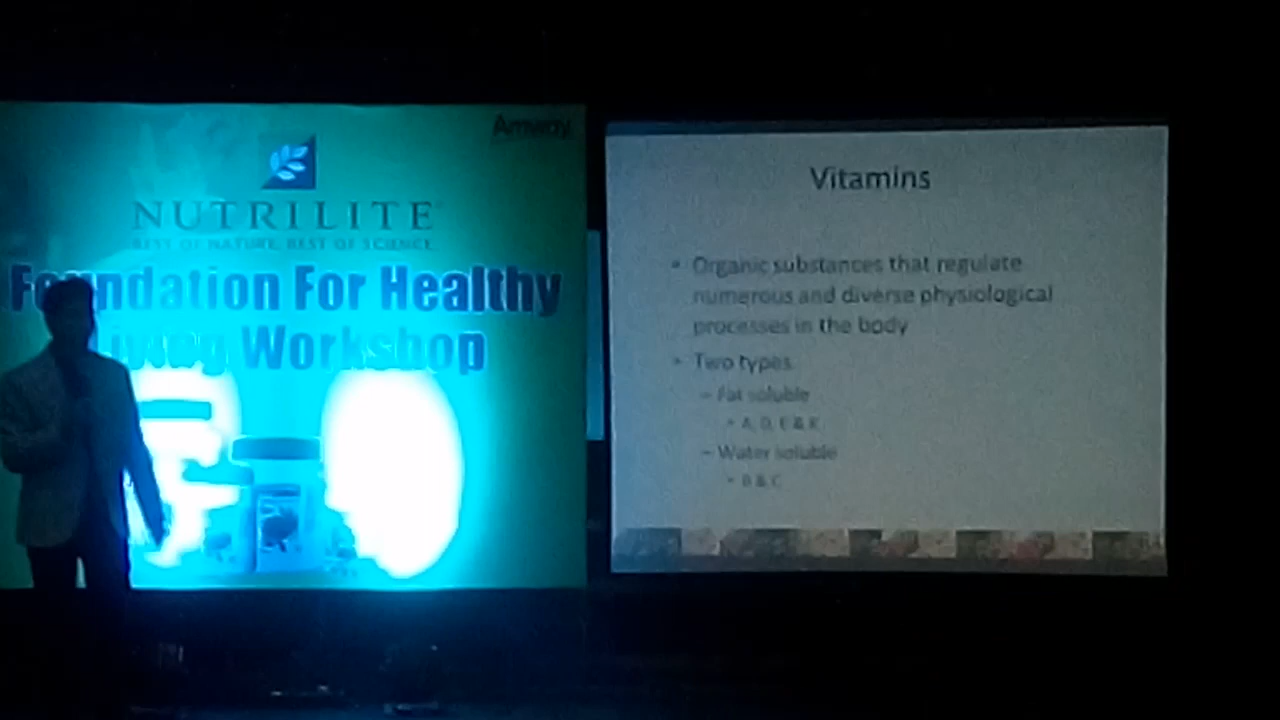 Amway
NUTRILITE
BEST OF NATURE. BEST OF SCIENCE
Foundation For Healthy
Living Workshop
Vitamins
• Organic substances that regulate
numerous and diverse physiological
processes in the body
• Two types
– Fat soluble
• A, D, E & K
– Water soluble
• B & C